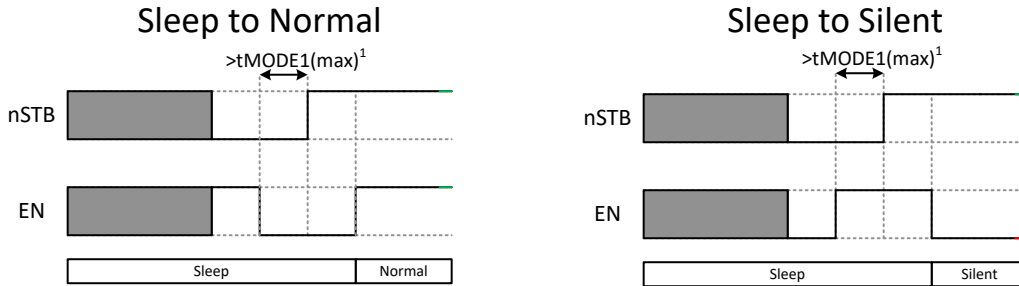 Sleep to Normal
>tMODE1(max)1
nSTB
EN
Sleep Normal
Sleep to Silent
>tMODE1(max)1
nSTB
EN
Sleep Silent